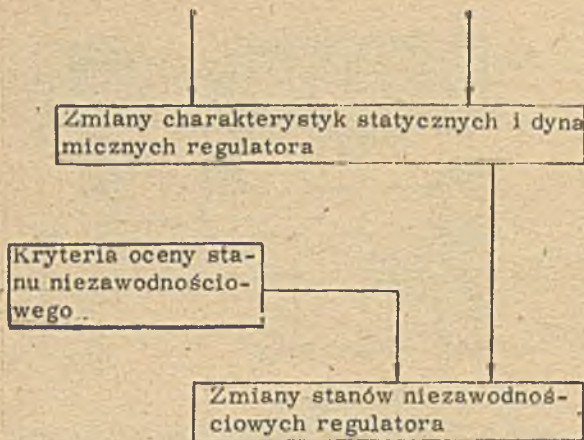 Zmiany charakterystyk statycznych i dyna
micznych regulatora
Kryteria oceny sta-
nu niezawodnościo-
wego
Zmiany stanów niezawodnoś-
ciowych regulatora